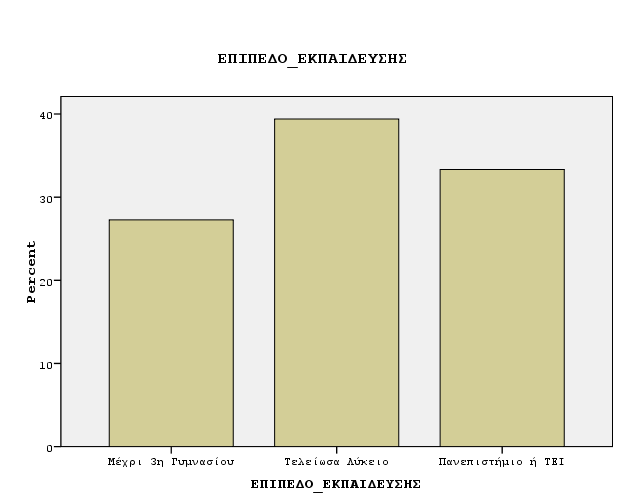 ΕΠΙΠΕΔΟ_ΕΚΠΑΙΔΕΥΣΗΣ
40
30
20
10
0
Percent
Μέχρι 3η Γυμνασίου
Τελείωσα Λύκειο
Πανεπιστήμιο ή ΤΕΙ
ΕΠΙΠΕΔΟ_ΕΚΠΑΙΔΕΥΣΗΣ